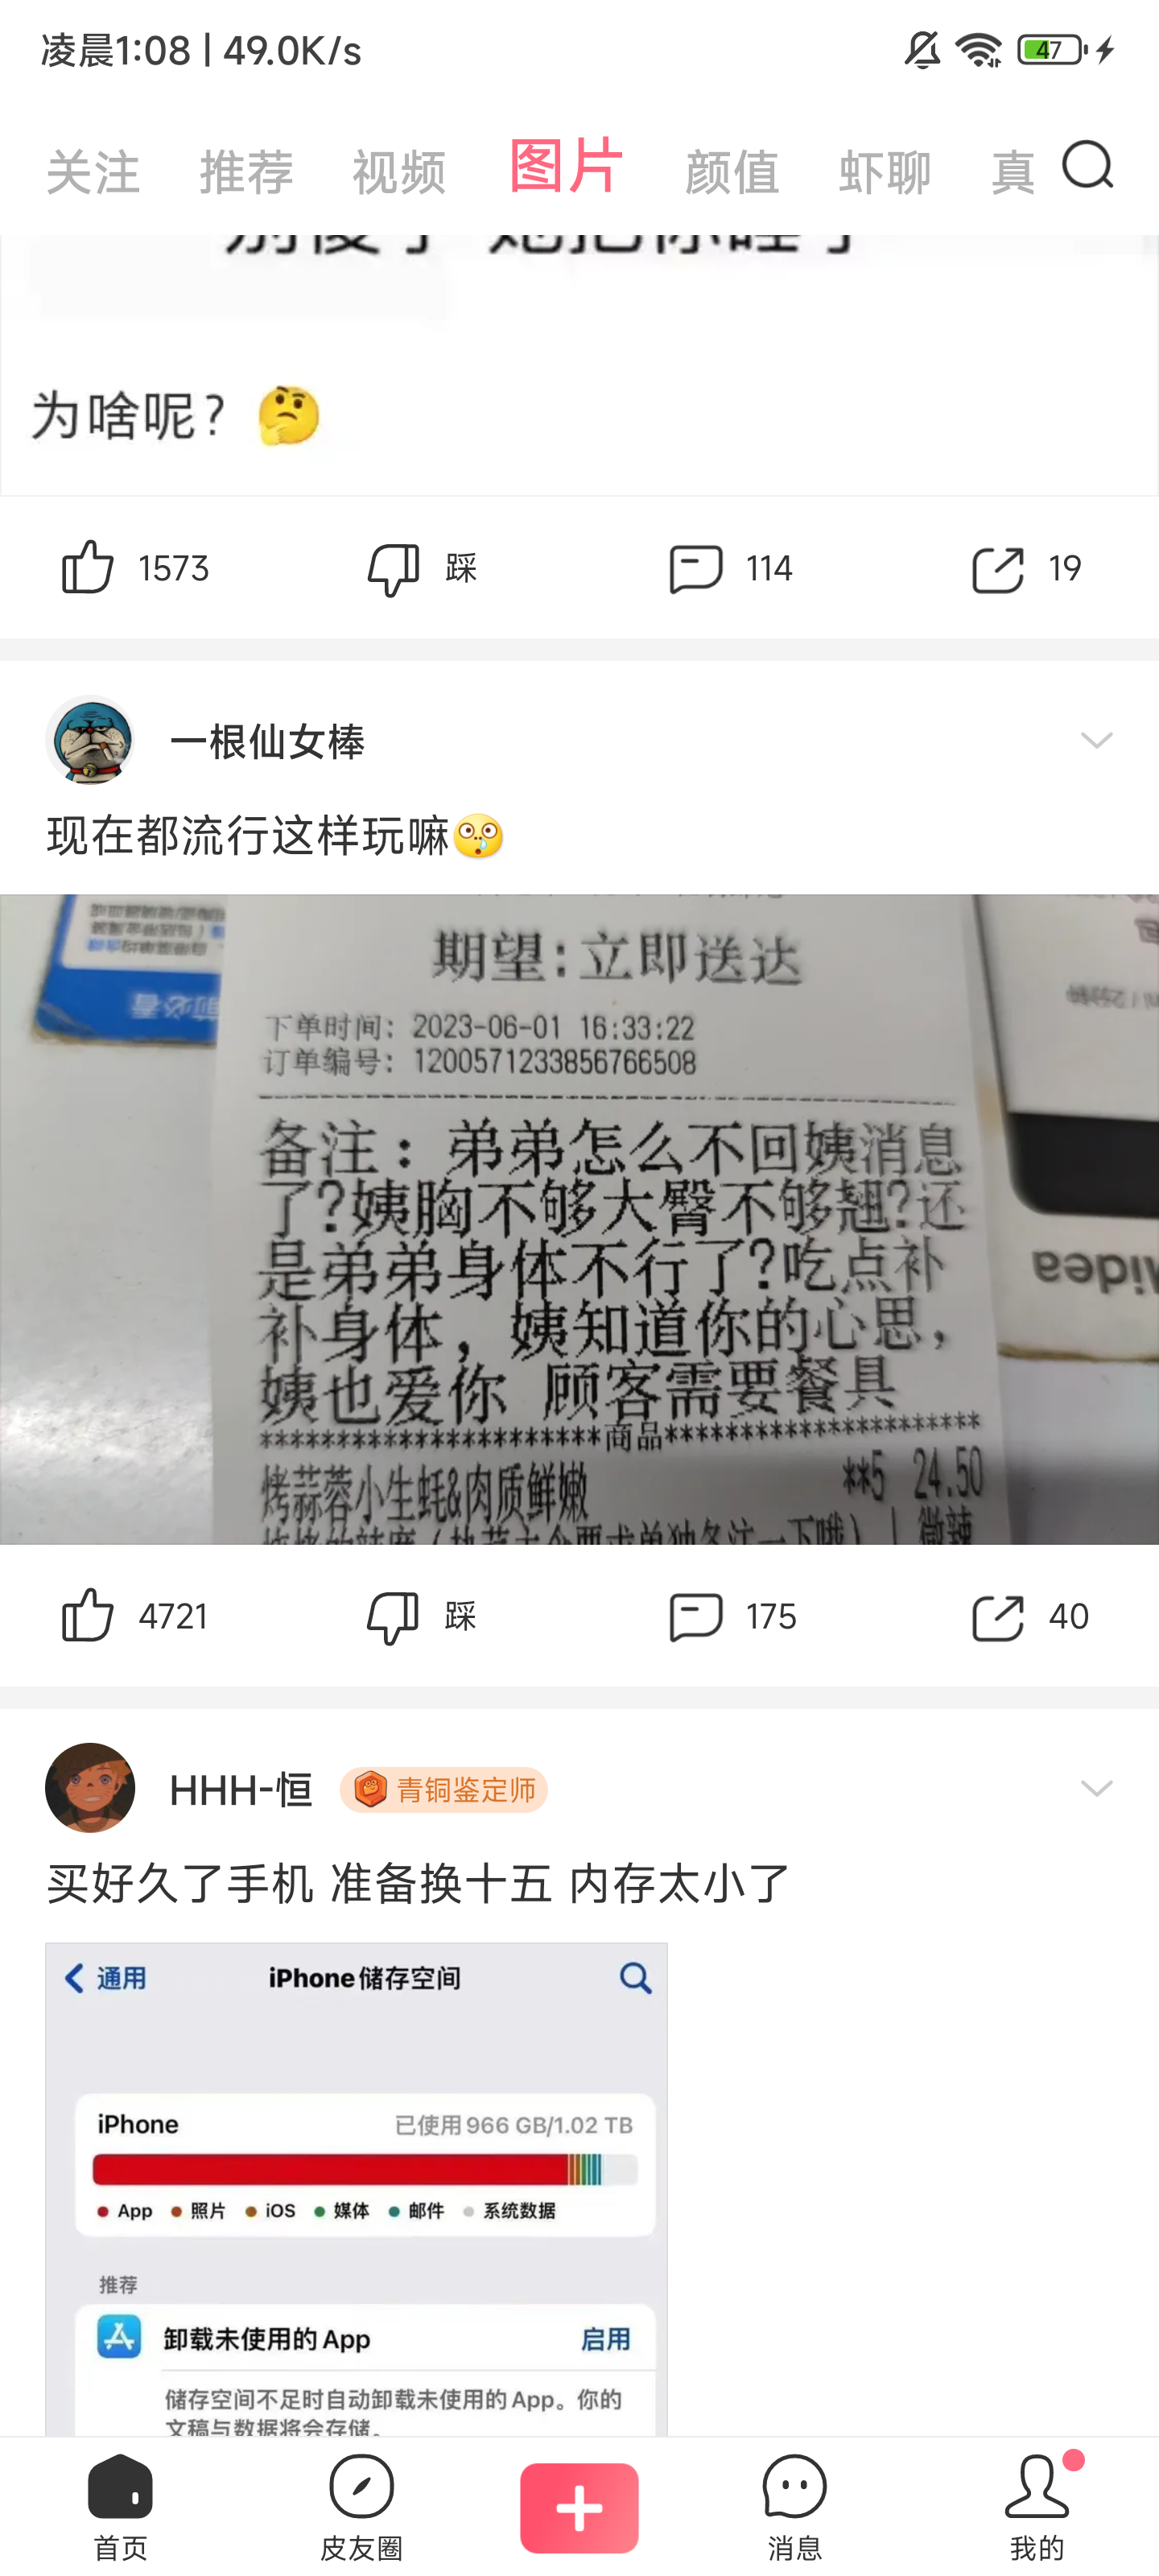 凌晨1:08 | 49.0K/s
47
关注 推荐 视频 图片 颜值 虾聊 真
为啥呢？
1573 踩 114 19
一根仙女棒
现在都流行这样玩嘛
期望:立即送达
下单时间: 2023-06-01 16:33:22
订单编号: 1200571233856766508
备注：弟弟怎么不回姨消息
了?姨胸不够大臀不够翘?还
是弟弟身体不行了?吃点补
补身体，姨知道你的心思，
姨也爱你 顾客需要餐具
**********************商品**********************
烤蒜蓉小生蚝&肉质鲜嫩 **5 24.50
midea
4721 踩 175 40
HHH-恒 青铜鉴定师
买好久了手机 准备换十五 内存太小了
通用 iPhone储存空间
iPhone 已使用966 GB/1.02 TB
App 照片 iOS 媒体 邮件 系统数据
推荐
卸载未使用的App 启用
储存空间不足时自动卸载未使用的App。你的
文稿与数据将会存储。
首页 皮友圈 消息 我的